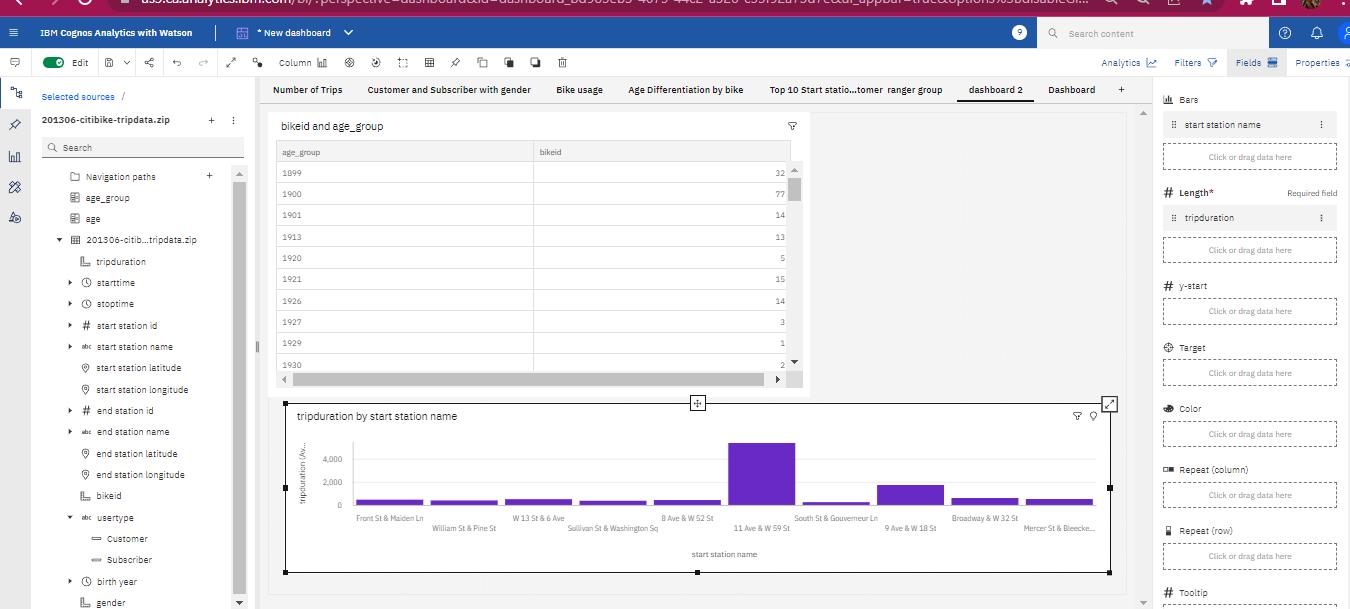 IBM Cognos Analytics with Watson
* New dashboard
9
Search content
Edit
Column
Analytics
Filters
Fields
Properties
Selected sources /
201306-citibike-tripdata.zip
Search
Navigation paths
age_group
age
201306-citib...tripdata.zip
tripduration
starttime
stoptime
# start station id
abc start station name
start station latitude
start station longitude
# end station id
abc end station name
end station latitude
end station longitude
bikeid
abc usertype
Customer
Subscriber
birth year
gender
Number of Trips
Customer and Subscriber with gender
Bike usage
Age Differentiation by bike
Top 10 Start statio...tomer ranger group
dashboard 2
Dashboard
+
bikeid and age_group
age_group bikeid
1899 32
1900 77
1901 14
1913 13
1920 5
1921 15
1926 14
1927 3
1929 1
1930 2
tripduration by start station name
tripduration (Av...
4,000
2,000
0
Front St & Maiden Ln
William St & Pine St
W 13 St & 6 Ave
Sullivan St & Washington Sq
8 Ave & W 52 St
11 Ave & W 59 St
South St & Gouverneur Ln
9 Ave & W 18 St
Broadway & W 32 St
Mercer St & Bleecke...
start station name
Bars
start station name
Click or drag data here
# Length* Required field
tripduration
Click or drag data here
# y-start
Click or drag data here
Target
Click or drag data here
Color
Click or drag data here
Repeat (column)
Click or drag data here
Repeat (row)
Click or drag data here
# Tooltip